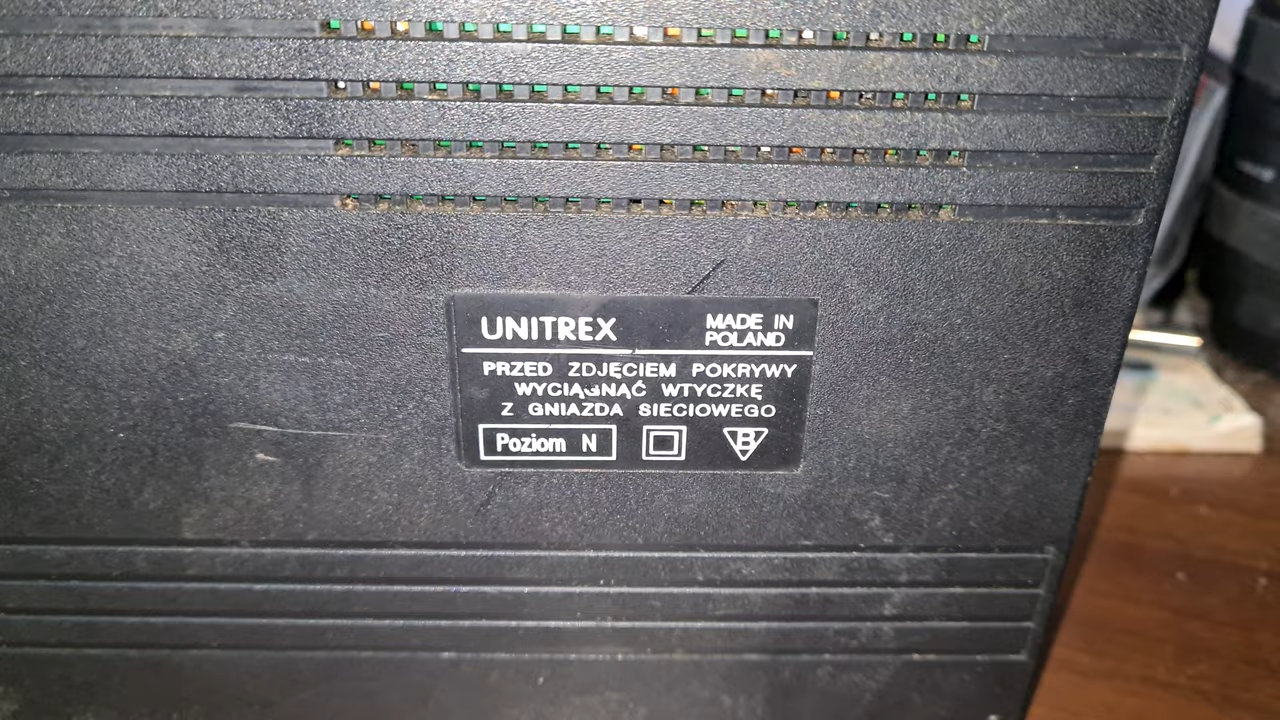 UNITREX
MADE IN
POLAND
PRZED ZDJĘCIEM POKRYWY
WYCIĄGNĄĆ WTYCZKĘ
Z GNIAZDA SIECIOWEGO
Poziom N
B